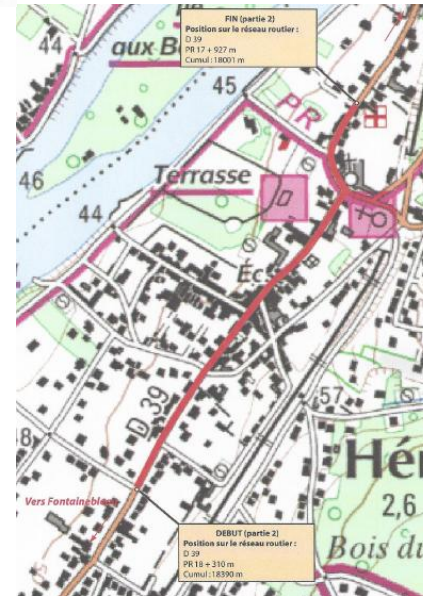 FIN (partie 2)
Position sur le réseau routier :
D 39
PR 17 + 927 m
Cumul : 18001 m
44
aux B
45
PR
46
Terrasse
44
Éc
D 39
57
48
Hé
2,6
Vers Fontainebleau
Bois du
DEBUT (partie 2)
Position sur le réseau routier :
D 39
PR 18 + 310 m
Cumul : 18390 m